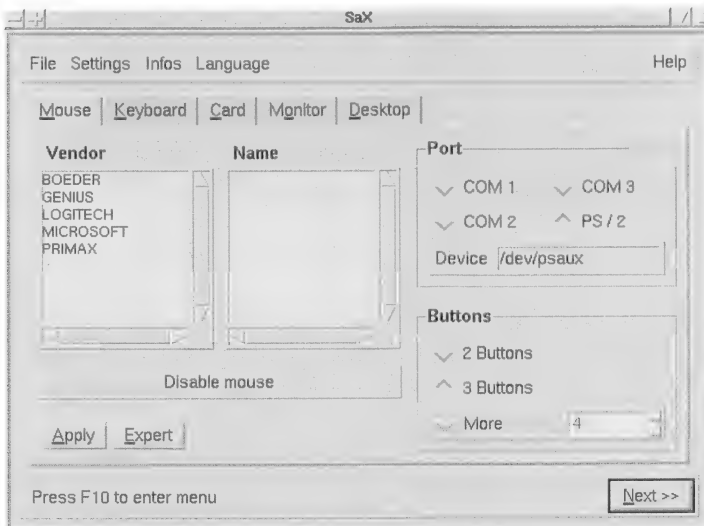 SaX
File Settings Infos Language Help
Mouse Keyboard Card Monitor Desktop
Vendor
BOEDER
GENIUS
LOGITECH
MICROSOFT
PRIMAX
Name
Disable mouse
Apply Expert
Port
COM 1 COM 3
COM 2 PS / 2
Device /dev/psaux
Buttons
2 Buttons
3 Buttons
More 4
Press F10 to enter menu
Next >>